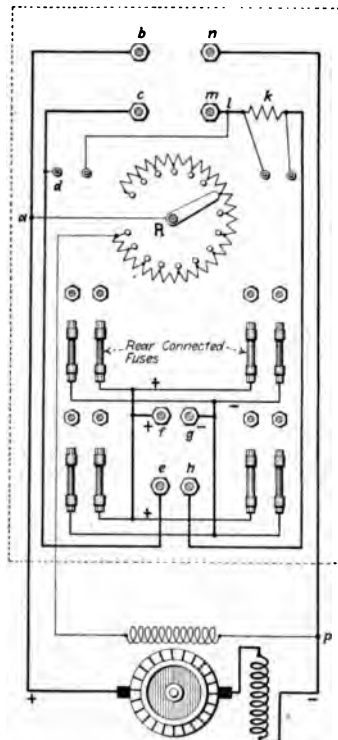 b n
c m l k
d
a
R
Rear Connected
Fuses
+
−
+ f g −
e h
+
p
+ −